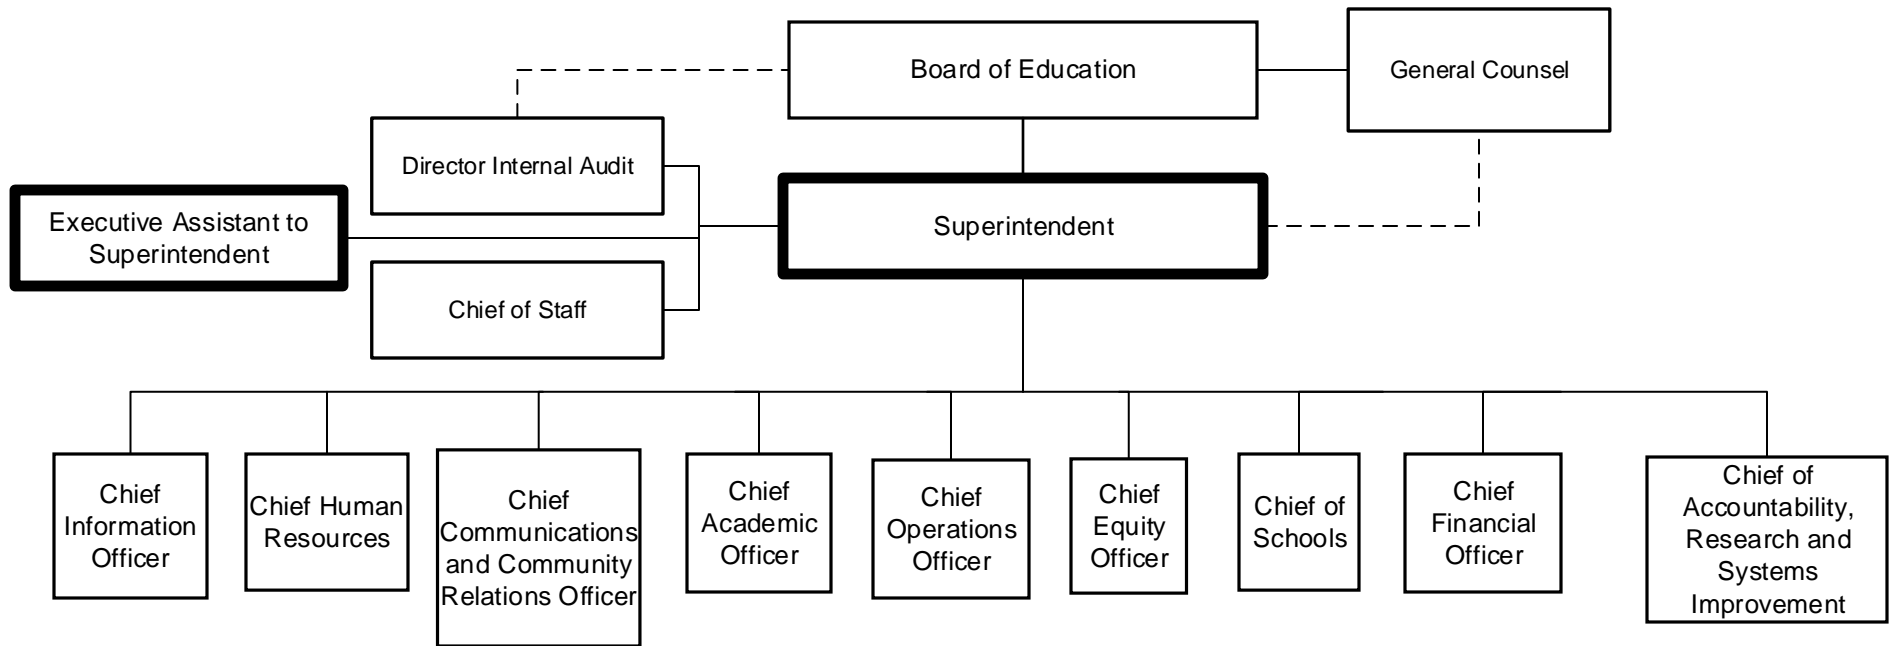 Board of Education
General Counsel
Director Internal Audit
Executive Assistant to
Superintendent
Superintendent
Chief of Staff
Chief
Information
Officer
Chief Human
Resources
Chief
Communications
and Community
Relations Officer
Chief
Academic
Officer
Chief
Operations
Officer
Chief
Equity
Officer
Chief of
Schools
Chief
Financial
Officer
Chief of
Accountability,
Research and
Systems
Improvement